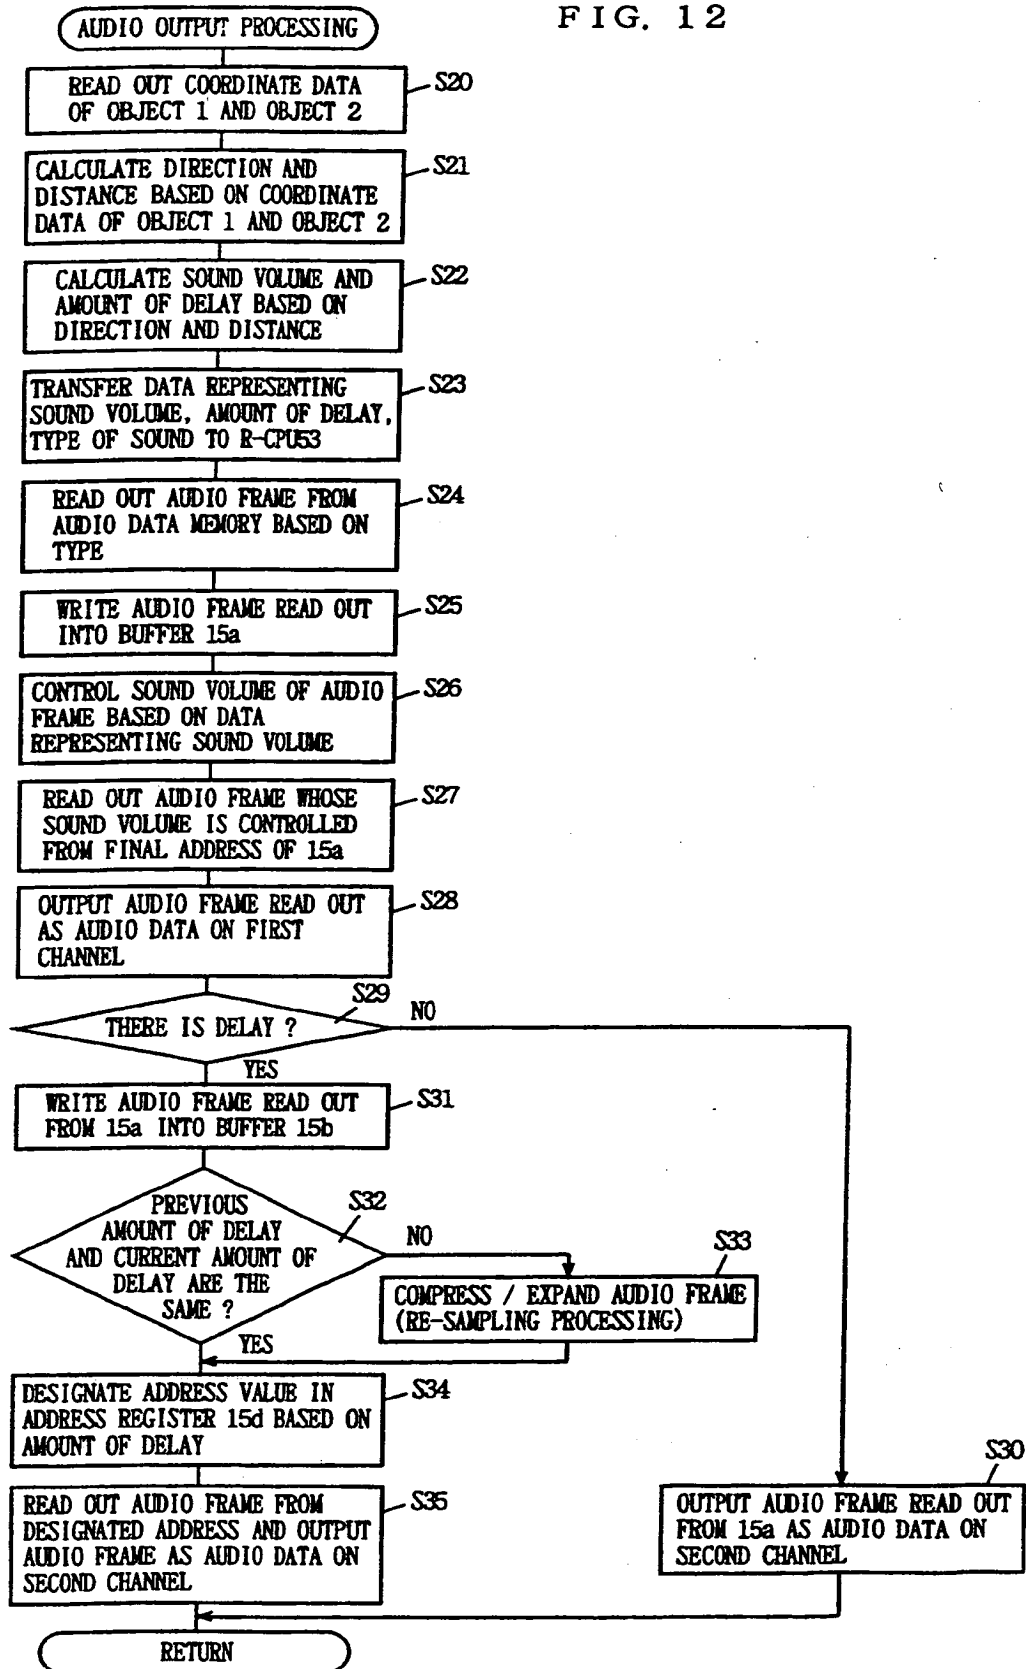 FIG. 12
AUDIO OUTPUT PROCESSING
READ OUT COORDINATE DATA
OF OBJECT 1 AND OBJECT 2
S20
CALCULATE DIRECTION AND
DISTANCE BASED ON COORDINATE
DATA OF OBJECT 1 AND OBJECT 2
S21
CALCULATE SOUND VOLUME AND
AMOUNT OF DELAY BASED ON
DIRECTION AND DISTANCE
S22
TRANSFER DATA REPRESENTING
SOUND VOLUME, AMOUNT OF DELAY,
TYPE OF SOUND TO R-CPU53
S23
READ OUT AUDIO FRAME FROM
AUDIO DATA MEMORY BASED ON
TYPE
S24
WRITE AUDIO FRAME READ OUT
INTO BUFFER 15a
S25
CONTROL SOUND VOLUME OF AUDIO
FRAME BASED ON DATA
REPRESENTING SOUND VOLUME
S26
READ OUT AUDIO FRAME WHOSE
SOUND VOLUME IS CONTROLLED
FROM FINAL ADDRESS OF 15a
S27
OUTPUT AUDIO FRAME READ OUT
AS AUDIO DATA ON FIRST
CHANNEL
S28
THERE IS DELAY ?
S29
NO
YES
WRITE AUDIO FRAME READ OUT
FROM 15a INTO BUFFER 15b
S31
PREVIOUS
AMOUNT OF DELAY
AND CURRENT AMOUNT OF
DELAY ARE THE
SAME ?
S32
NO
S33
COMPRESS / EXPAND AUDIO FRAME
(RE-SAMPLING PROCESSING)
YES
DESIGNATE ADDRESS VALUE IN
ADDRESS REGISTER 15d BASED ON
AMOUNT OF DELAY
S34
READ OUT AUDIO FRAME FROM
DESIGNATED ADDRESS AND OUTPUT
AUDIO FRAME AS AUDIO DATA ON
SECOND CHANNEL
S35
S30
OUTPUT AUDIO FRAME READ OUT
FROM 15a AS AUDIO DATA ON
SECOND CHANNEL
RETURN